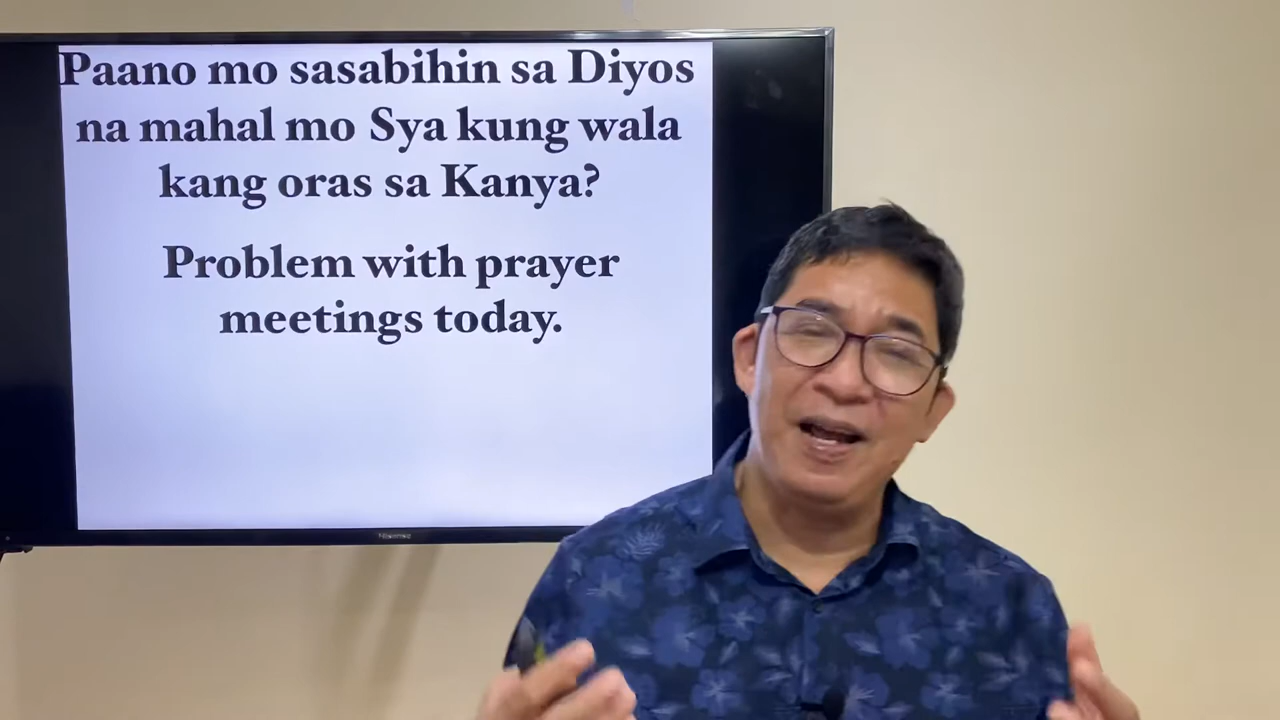 Paano mo sasabihin sa Diyos
na mahal mo Sya kung wala
kang oras sa Kanya?
Problem with prayer
meetings today.